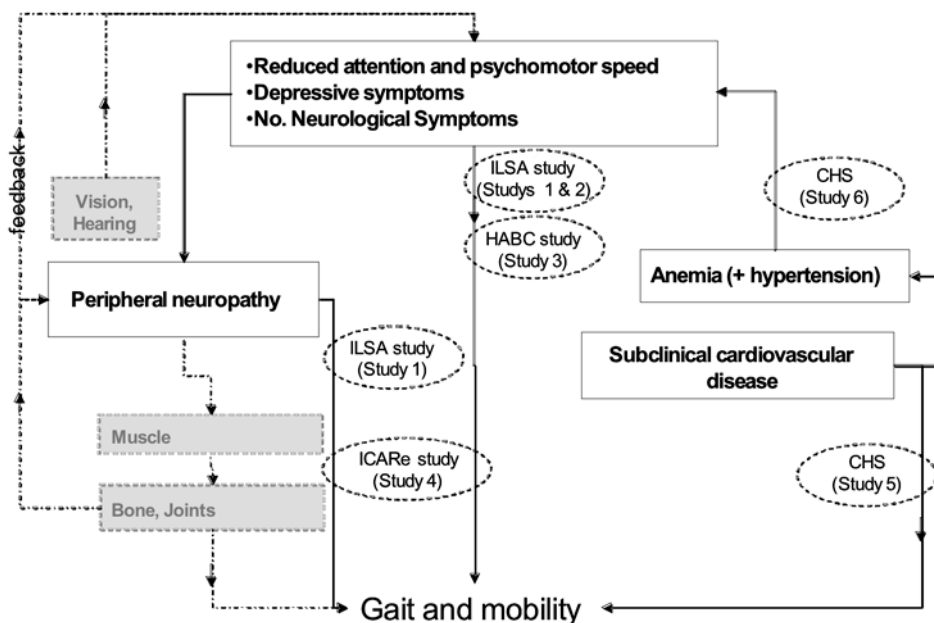 •Reduced attention and psychomotor speed
•Depressive symptoms
•No. Neurological Symptoms
feedback
Vision,
Hearing
ILSA study
(Studys 1 & 2)
CHS
(Study 6)
HABC study
(Study 3)
Peripheral neuropathy
Anemia (+ hypertension)
ILSA study
(Study 1)
Subclinical cardiovascular
disease
Muscle
ICARe study
(Study 4)
CHS
(Study 5)
Bone, Joints
Gait and mobility